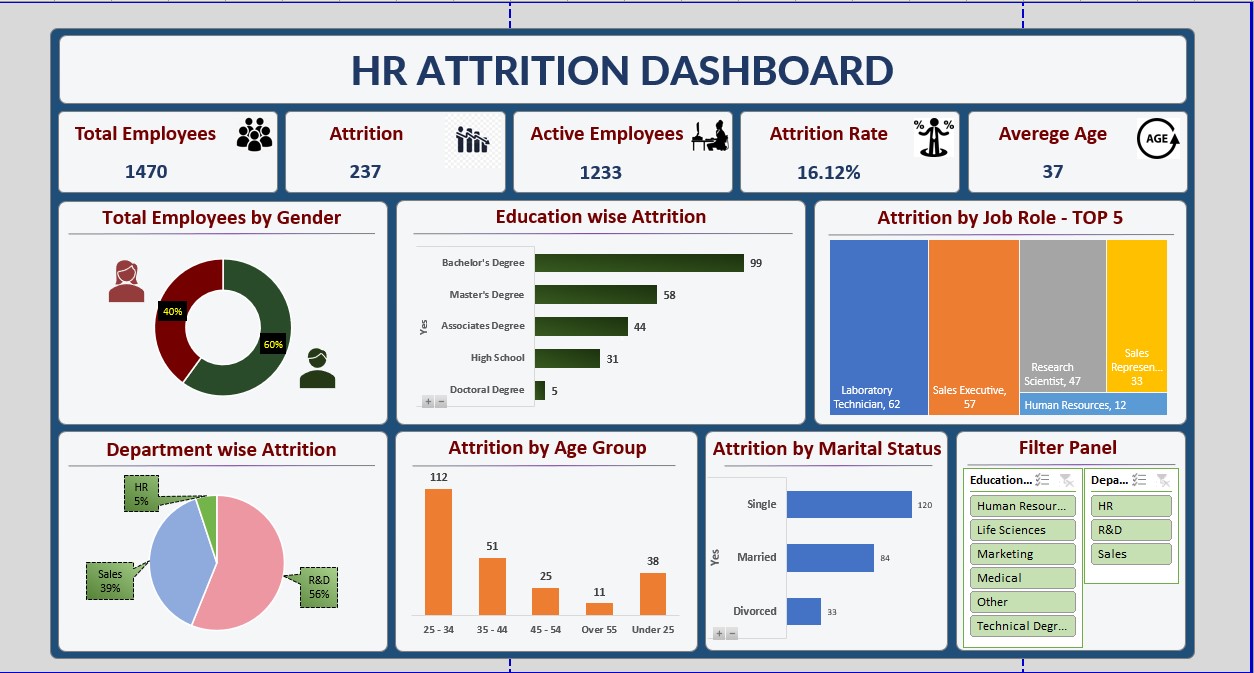 HR ATTRITION DASHBOARD
Total Employees
1470
Attrition
237
Active Employees
1233
Attrition Rate
% %
16.12%
Averege Age
AGE
37
Total Employees by Gender
40%
60%
Education wise Attrition
Yes
Bachelor's Degree
99
Master's Degree
58
Associates Degree
44
High School
31
Doctoral Degree
5
+ −
Attrition by Job Role - TOP 5
Laboratory
Technician, 62
Sales Executive,
57
Research
Scientist, 47
Sales
Represen...
33
Human Resources, 12
Department wise Attrition
HR
5%
Sales
39%
R&D
56%
Attrition by Age Group
112
51
25
11
38
25 - 34
35 - 44
45 - 54
Over 55
Under 25
Attrition by Marital Status
Yes
Single
120
Married
84
Divorced
33
+ −
Filter Panel
Education...
Human Resour...
Life Sciences
Marketing
Medical
Other
Technical Degr...
Depa...
HR
R&D
Sales